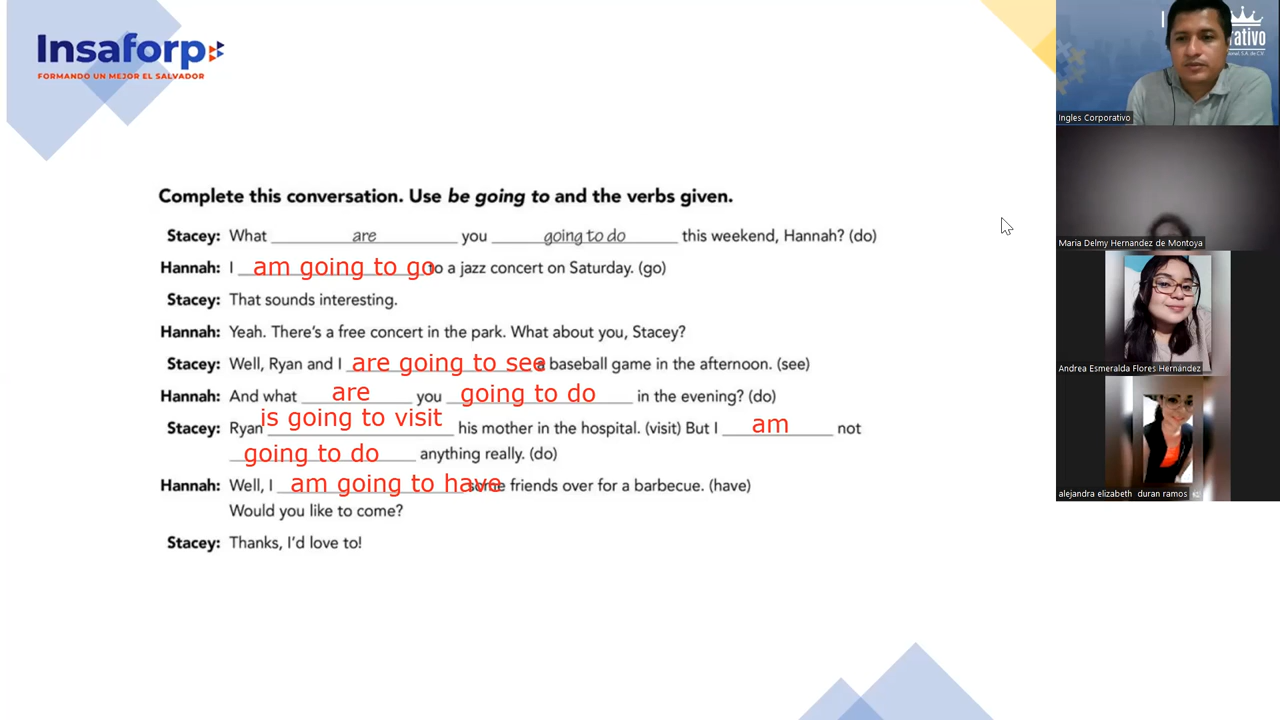 Insaforp
FORMANDO UN MEJOR EL SALVADOR
Complete this conversation. Use be going to and the verbs given.
Stacey: What are you going to do this weekend, Hannah? (do)
Hannah: I am going to go to a jazz concert on Saturday. (go)
Stacey: That sounds interesting.
Hannah: Yeah. There's a free concert in the park. What about you, Stacey?
Stacey: Well, Ryan and I are going to see a baseball game in the afternoon. (see)
Hannah: And what are you going to do in the evening? (do)
Stacey: Ryan is going to visit his mother in the hospital. (visit) But I am not
going to do anything really. (do)
Hannah: Well, I am going to have some friends over for a barbecue. (have)
Would you like to come?
Stacey: Thanks, I'd love to!
Ingles Corporativo
Maria Delmy Hernandez de Montoya
Andrea Esmeralda Flores Hernández
alejandra elizabeth duran ramos